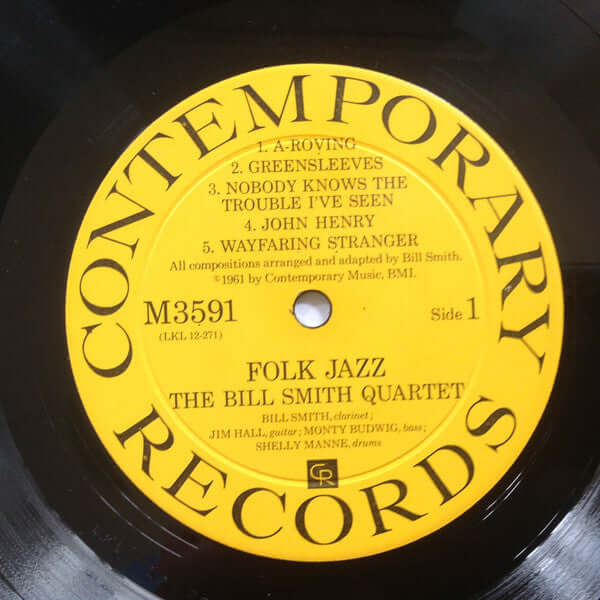 CONTEMPORARY
1. A-ROVING
2. GREENSLEEVES
3. NOBODY KNOWS THE
TROUBLE I'VE SEEN
4. JOHN HENRY
5. WAYFARING STRANGER
All compositions arranged and adapted by Bill Smith.
©1961 by Contemporary Music, BMI.
M3591
(LKL 12-271)
Side 1
FOLK JAZZ
THE BILL SMITH QUARTET
BILL SMITH, clarinet;
JIM HALL, guitar; MONTY BUDWIG, bass;
SHELLY MANNE, drums
CR
RECORDS